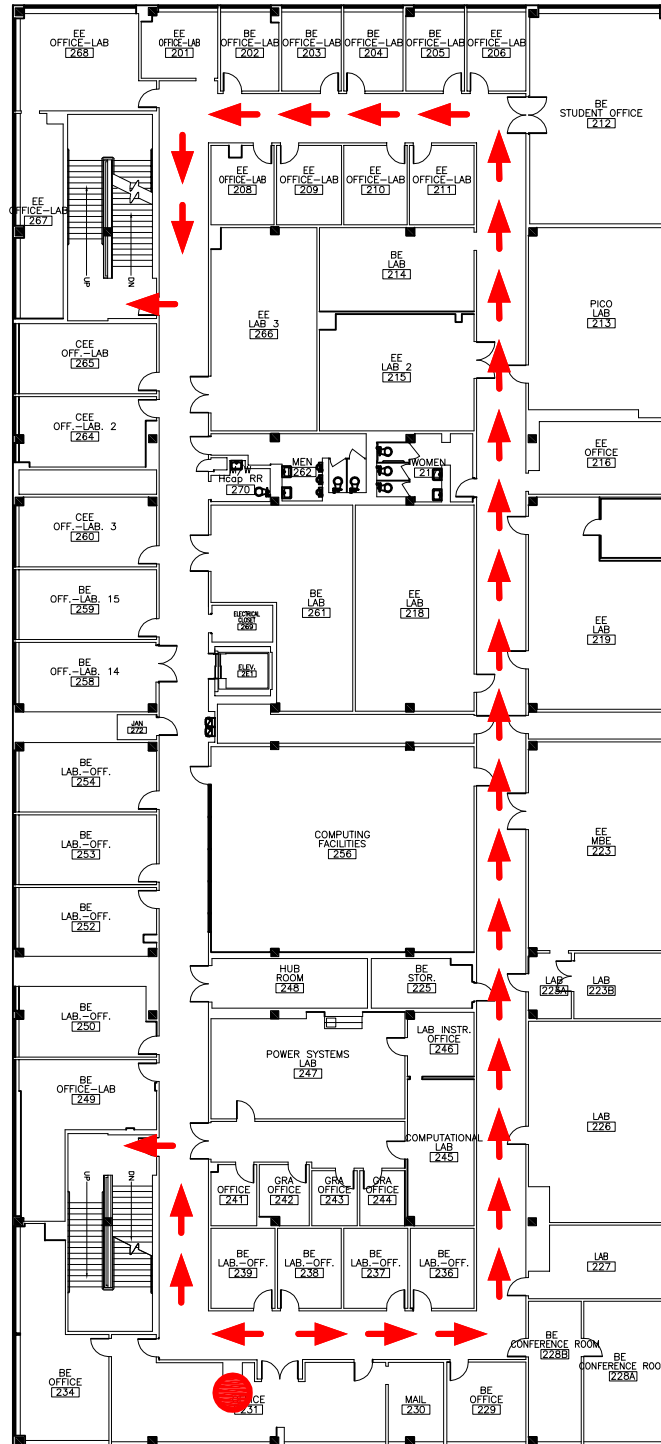 EE
OFFICE-LAB
268
EE
OFFICE-LAB
201
BE
OFFICE-LAB
202
BE
OFFICE-LAB
203
BE
OFFICE-LAB
204
BE
OFFICE-LAB
205
EE
OFFICE-LAB
206
BE
STUDENT OFFICE
212
EE
OFFICE-LAB
267
UP
DN
EE
OFFICE-LAB
208
EE
OFFICE-LAB
209
EE
OFFICE-LAB
210
EE
OFFICE-LAB
211
BE
LAB
214
PICO
LAB
213
EE
LAB 3
266
EE
LAB 2
215
CEE
OFF.-LAB
265
CEE
OFF.-LAB. 2
264
MEN
262
WOMEN
Hcap RR
270
EE
OFFICE
216
CEE
OFF.-LAB. 3
260
BE
OFF.-LAB. 15
259
BE
LAB
261
EE
LAB
218
EE
LAB
219
ELECTRICAL
CLOSET
269
BE
OFF.-LAB. 14
258
ELEV.
2E1
JAN
272
BE
LAB.-OFF.
254
BE
LAB.-OFF.
253
BE
LAB.-OFF.
252
COMPUTING
FACILITIES
256
EE
MBE
223
HUB
ROOM
248
BE
STOR.
225
LAB
LAB
223B
BE
LAB.-OFF.
250
LAB INSTR.
OFFICE
246
POWER SYSTEMS
LAB
247
BE
OFFICE-LAB
249
LAB
226
COMPUTATIONAL
LAB
245
UP
DN
OFFICE
241
GRA
OFFICE
242
GRA
OFFICE
243
GRA
OFFICE
244
BE
LAB.-OFF.
239
BE
LAB.-OFF.
238
BE
LAB.-OFF.
237
BE
LAB.-OFF.
236
LAB
227
BE
CONFERENCE ROOM
228B
BE
CONFERENCE ROO
228A
BE
OFFICE
234
231
MAIL
230
BE
OFFICE
229